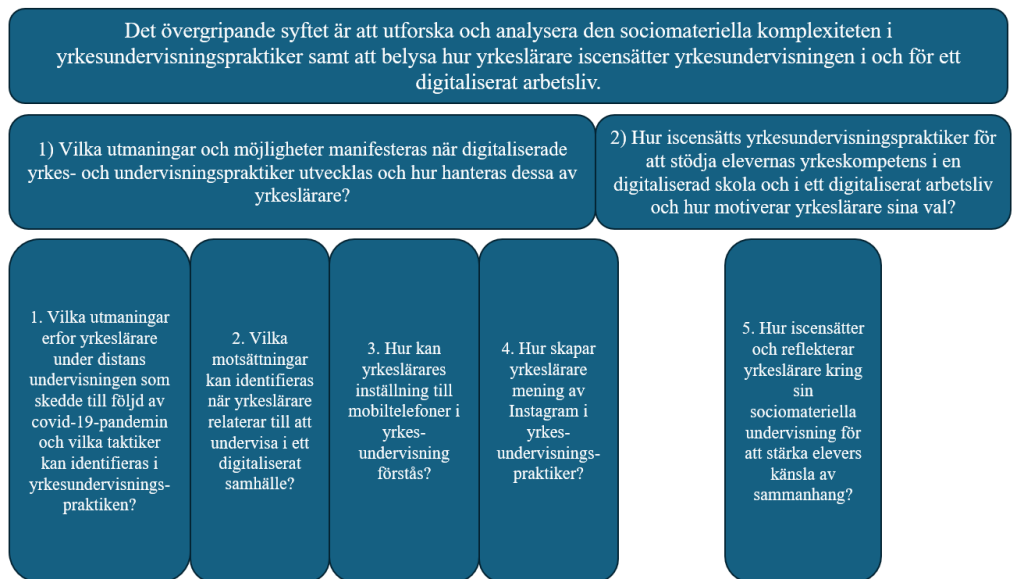 Det övergripande syftet är att utforska och analysera den sociomateriella komplexiteten i
yrkesundervisningspraktiker samt att belysa hur yrkeslärare iscensätter yrkesundervisningen i och för ett
digitaliserat arbetsliv.
1) Vilka utmaningar och möjligheter manifesteras när digitaliserade
yrkes- och undervisningspraktiker utvecklas och hur hanteras dessa av
yrkeslärare?
2) Hur iscensätts yrkesundervisningspraktiker för
att stödja elevernas yrkeskompetens i en
digitaliserad skola och i ett digitaliserat arbetsliv
och hur motiverar yrkeslärare sina val?
1. Vilka utmaningar
erfor yrkeslärare
under distans
undervisningen som
skedde till följd av
covid-19-pandemin
och vilka taktiker
kan identifieras i
yrkesundervisnings-
praktiken?
2. Vilka
motsättningar
kan identifieras
när yrkeslärare
relaterar till att
undervisa i ett
digitaliserat
samhälle?
3. Hur kan
yrkeslärares
inställning till
mobiltelefoner i
yrkes-
undervisning
förstås?
4. Hur skapar
yrkeslärare
mening av
Instagram i
yrkes-
undervisnings-
praktiker?
5. Hur iscensätter
och reflekterar
yrkeslärare kring
sin
sociomateriella
undervisning för
att stärka elevers
känsla av
sammanhang?